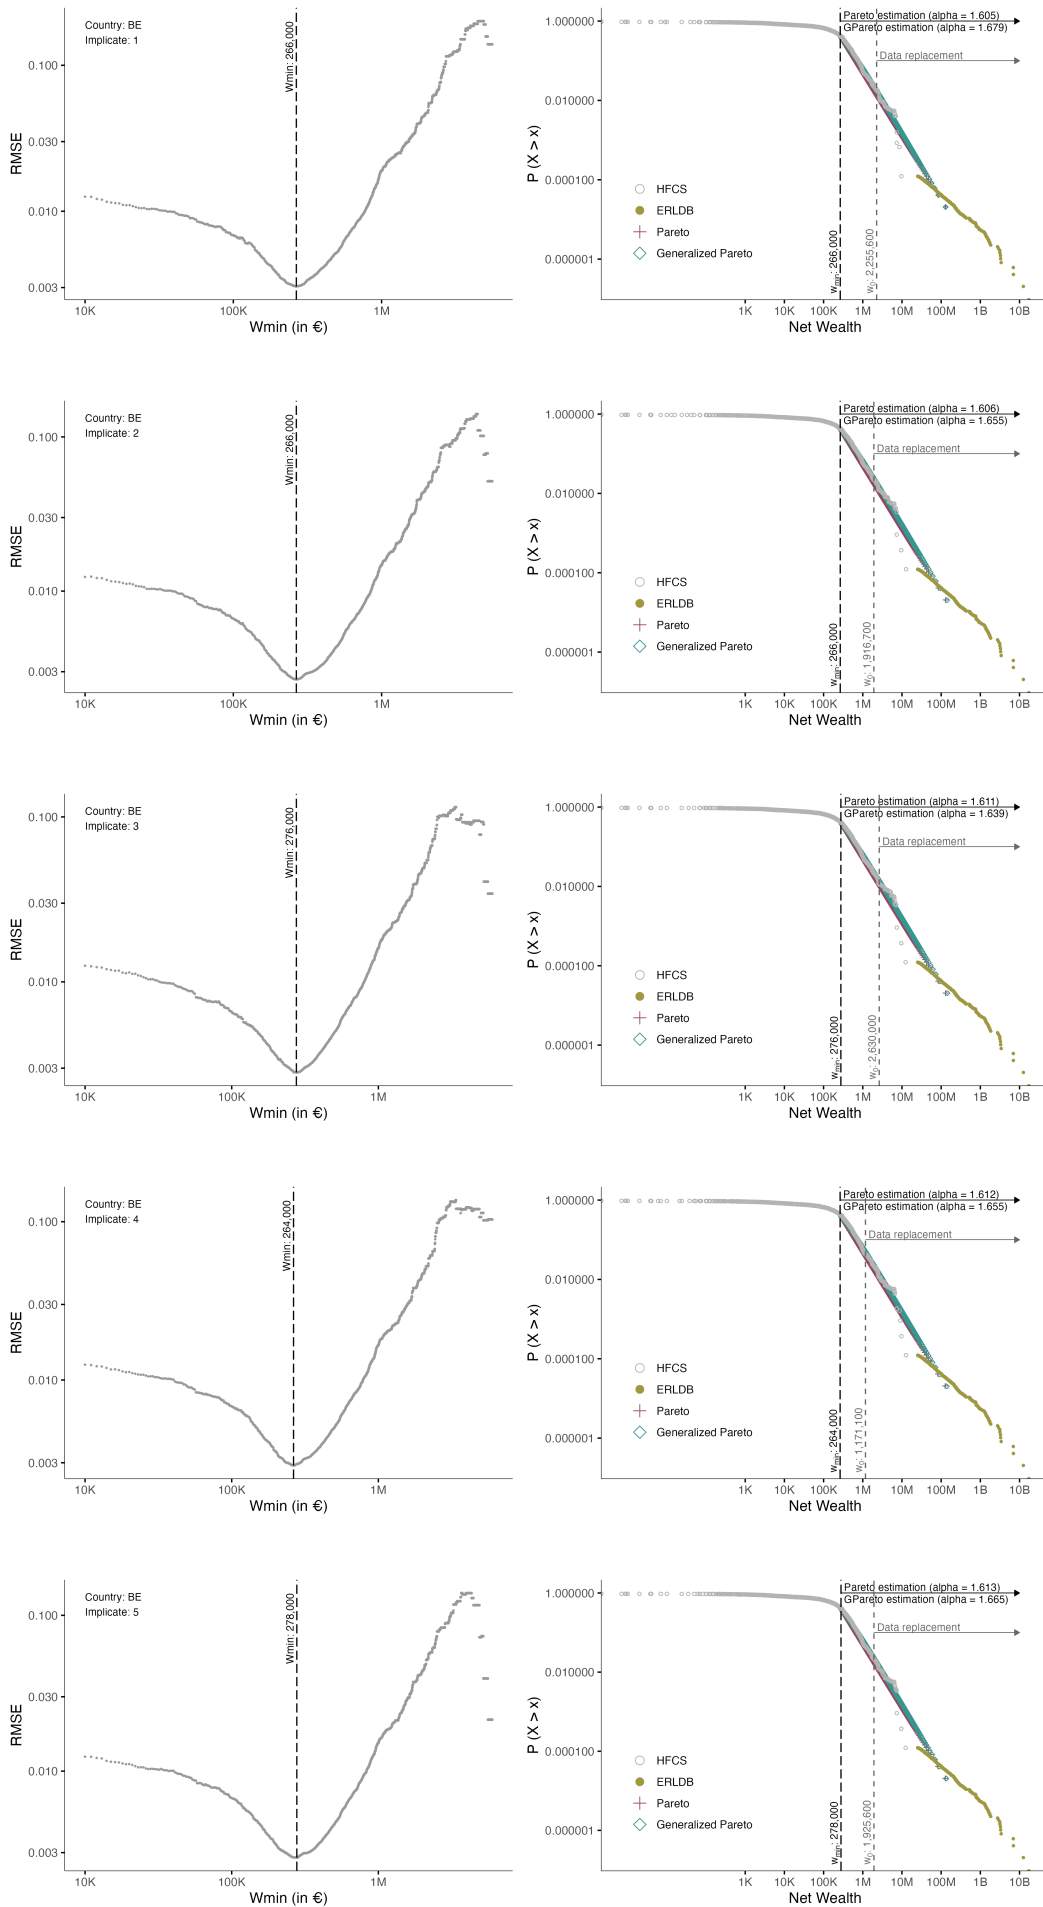 Country: BE
Implicate: 1
Wmin: 266,000
RMSE
0.100
0.030
0.010
0.003
10K 100K 1M
Wmin (in €)
Pareto estimation (alpha = 1.605)
GPareto estimation (alpha = 1.679)
Data replacement
P (X > x)
1.000000
0.010000
0.000100
0.000001
HFCS
ERLDB
Pareto
Generalized Pareto
wmin: 266,000
w0: 2,255,600
1K 10K 100K 1M 10M 100M 1B 10B
Net Wealth
Country: BE
Implicate: 2
Wmin: 266,000
RMSE
0.100
0.030
0.010
0.003
10K 100K 1M
Wmin (in €)
Pareto estimation (alpha = 1.606)
GPareto estimation (alpha = 1.655)
Data replacement
P (X > x)
1.000000
0.010000
0.000100
0.000001
HFCS
ERLDB
Pareto
Generalized Pareto
wmin: 266,000
w0: 1,916,700
1K 10K 100K 1M 10M 100M 1B 10B
Net Wealth
Country: BE
Implicate: 3
Wmin: 276,000
RMSE
0.100
0.030
0.010
0.003
10K 100K 1M
Wmin (in €)
Pareto estimation (alpha = 1.611)
GPareto estimation (alpha = 1.639)
Data replacement
P (X > x)
1.000000
0.010000
0.000100
0.000001
HFCS
ERLDB
Pareto
Generalized Pareto
wmin: 276,000
w0: 2,630,000
1K 10K 100K 1M 10M 100M 1B 10B
Net Wealth
Country: BE
Implicate: 4
Wmin: 264,000
RMSE
0.100
0.030
0.010
0.003
10K 100K 1M
Wmin (in €)
Pareto estimation (alpha = 1.612)
GPareto estimation (alpha = 1.655)
Data replacement
P (X > x)
1.000000
0.010000
0.000100
0.000001
HFCS
ERLDB
Pareto
Generalized Pareto
wmin: 264,000
w0: 1,171,100
1K 10K 100K 1M 10M 100M 1B 10B
Net Wealth
Country: BE
Implicate: 5
Wmin: 278,000
RMSE
0.100
0.030
0.010
0.003
10K 100K 1M
Wmin (in €)
Pareto estimation (alpha = 1.613)
GPareto estimation (alpha = 1.665)
Data replacement
P (X > x)
1.000000
0.010000
0.000100
0.000001
HFCS
ERLDB
Pareto
Generalized Pareto
wmin: 278,000
w0: 1,925,600
1K 10K 100K 1M 10M 100M 1B 10B
Net Wealth